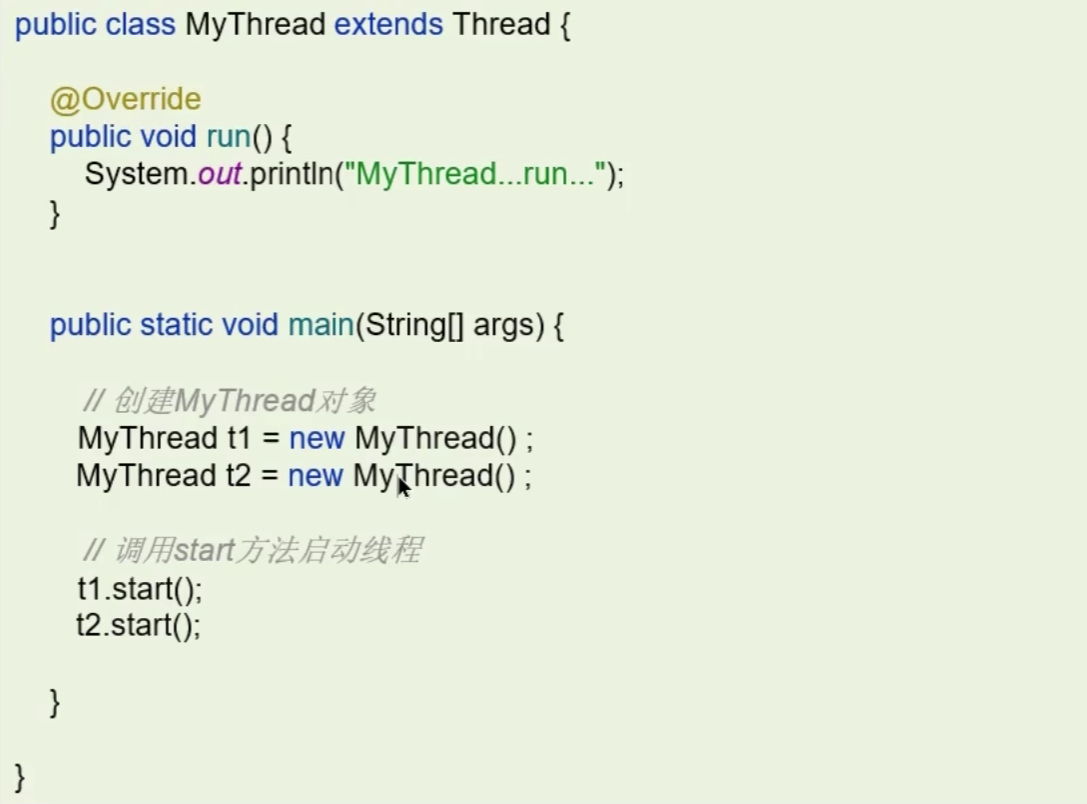 public class MyThread extends Thread {
@Override
public void run() {
System.out.println("MyThread...run...");
}
public static void main(String[] args) {
// 创建MyThread对象
MyThread t1 = new MyThread() ;
MyThread t2 = new MyThread() ;
// 调用start方法启动线程
t1.start();
t2.start();
}
}